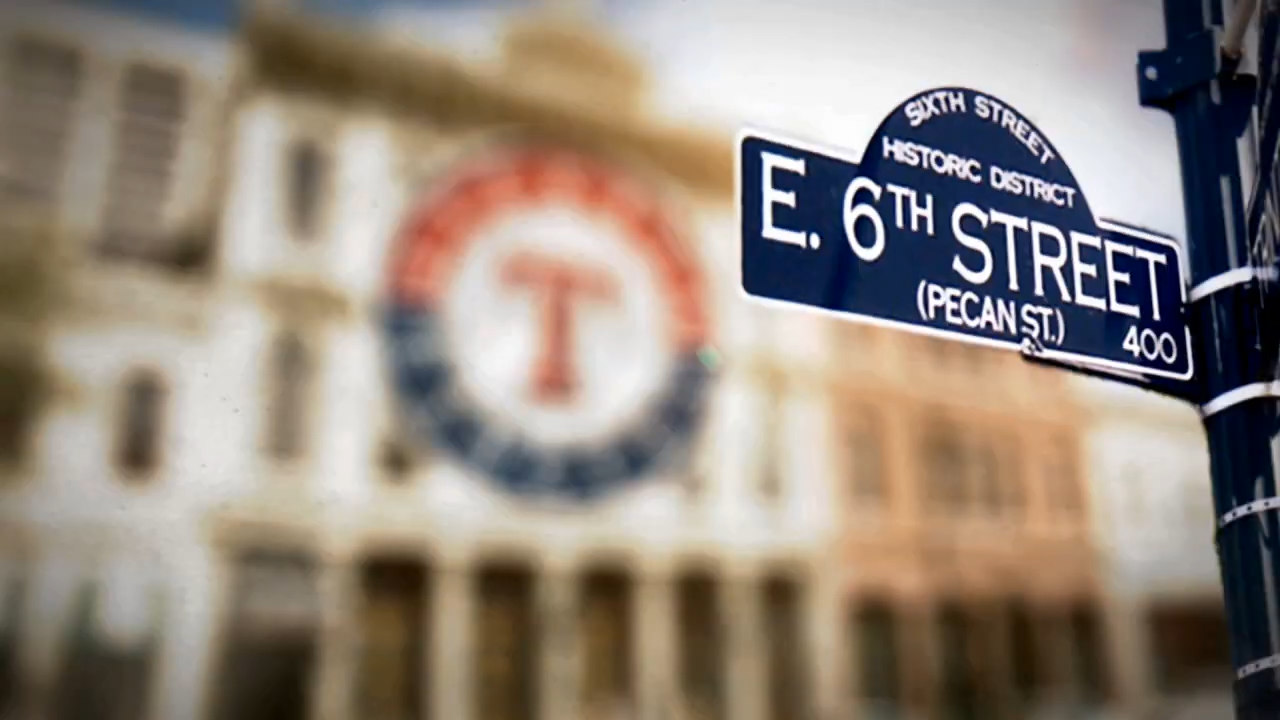 SIXTH STREET
HISTORIC DISTRICT
E. 6TH STREET
(PECAN ST.)
400
T